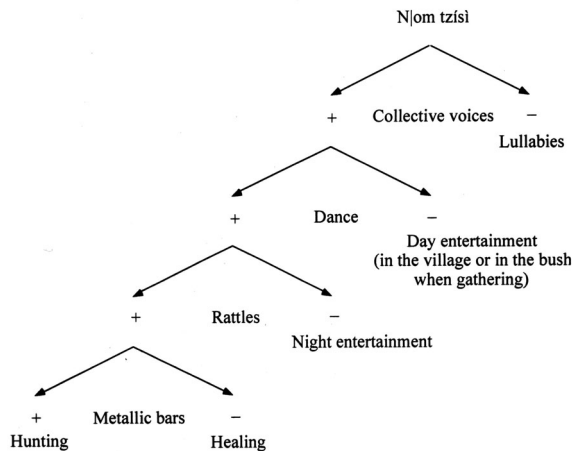 N|om tzísì
+ Collective voices −
Lullabies
+ Dance −
Day entertainment
(in the village or in the bush
when gathering)
+ Rattles −
Night entertainment
+ Metallic bars −
Hunting Healing